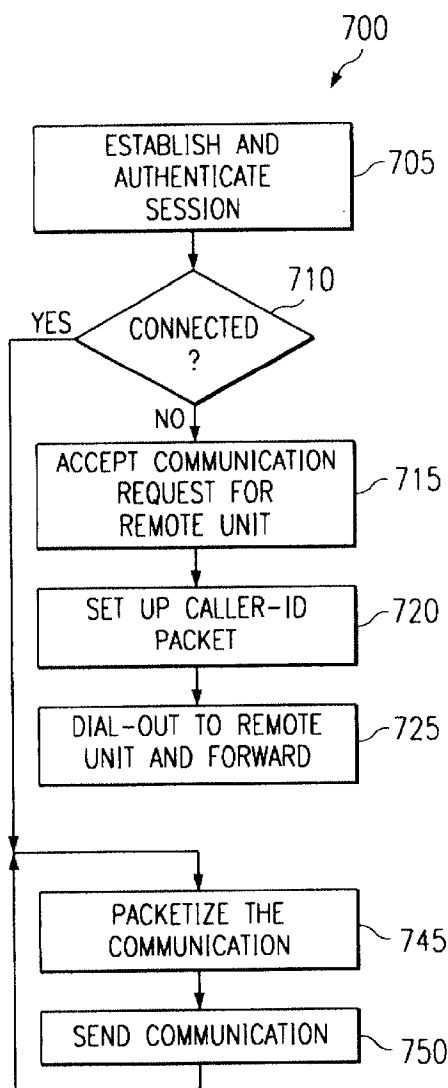 700
ESTABLISH AND
AUTHENTICATE
SESSION
705
710
YES
CONNECTED
?
NO
ACCEPT COMMUNICATION
REQUEST FOR
REMOTE UNIT
715
SET UP CALLER-ID
PACKET
720
DIAL-OUT TO REMOTE
UNIT AND FORWARD
725
PACKETIZE THE
COMMUNICATION
745
SEND COMMUNICATION
750